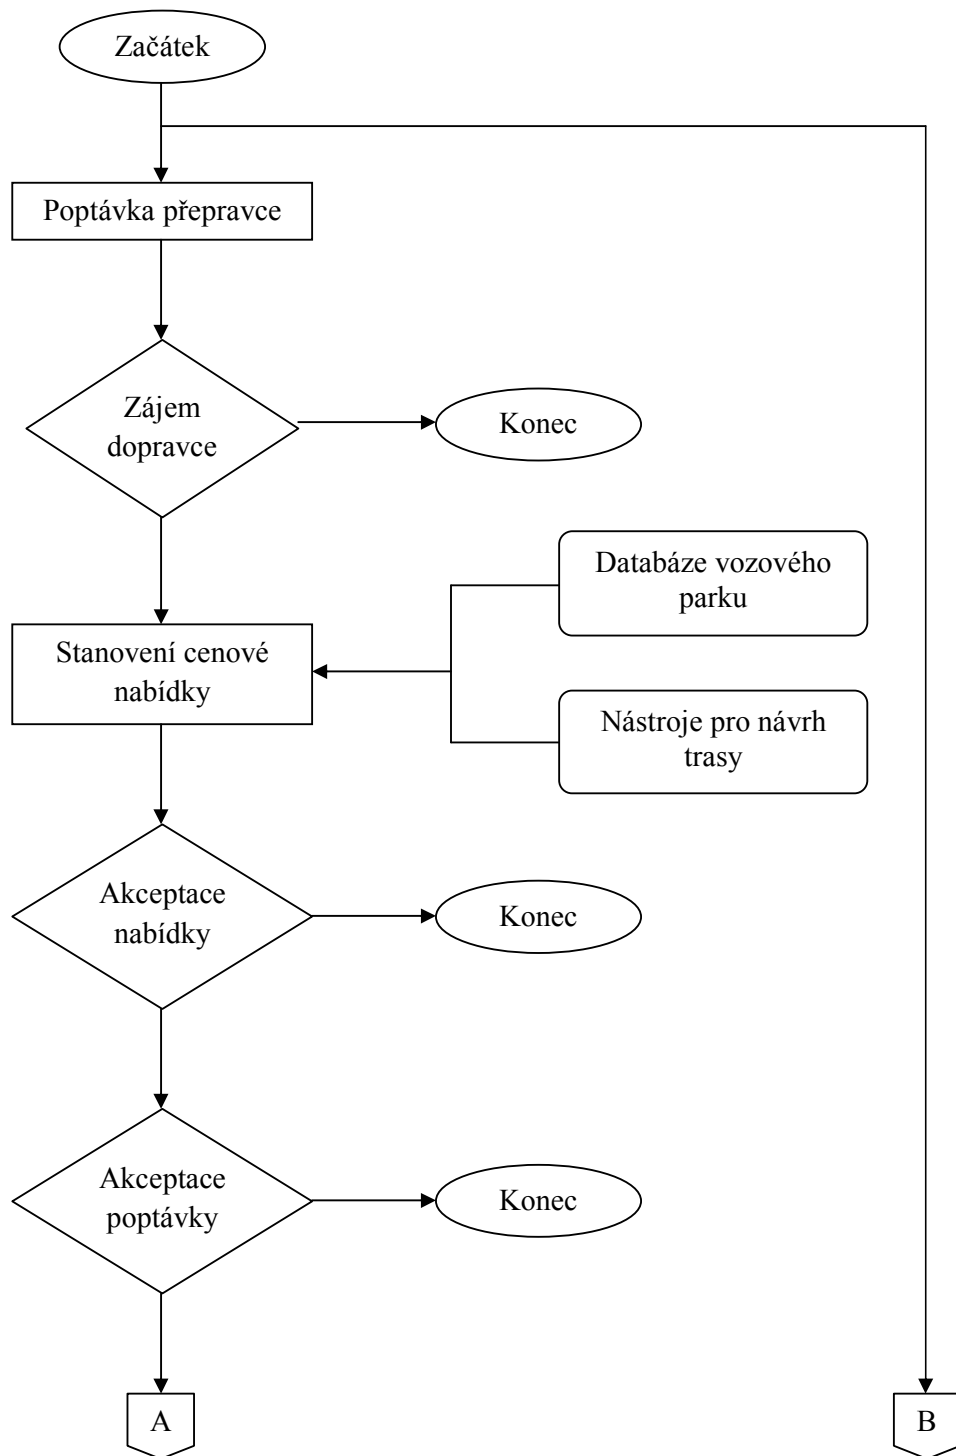 Začátek
Poptávka přepravce
Zájem
dopravce
Konec
Databáze vozového
parku
Stanovení cenové
nabídky
Nástroje pro návrh
trasy
Akceptace
nabídky
Konec
Akceptace
poptávky
Konec
A
B